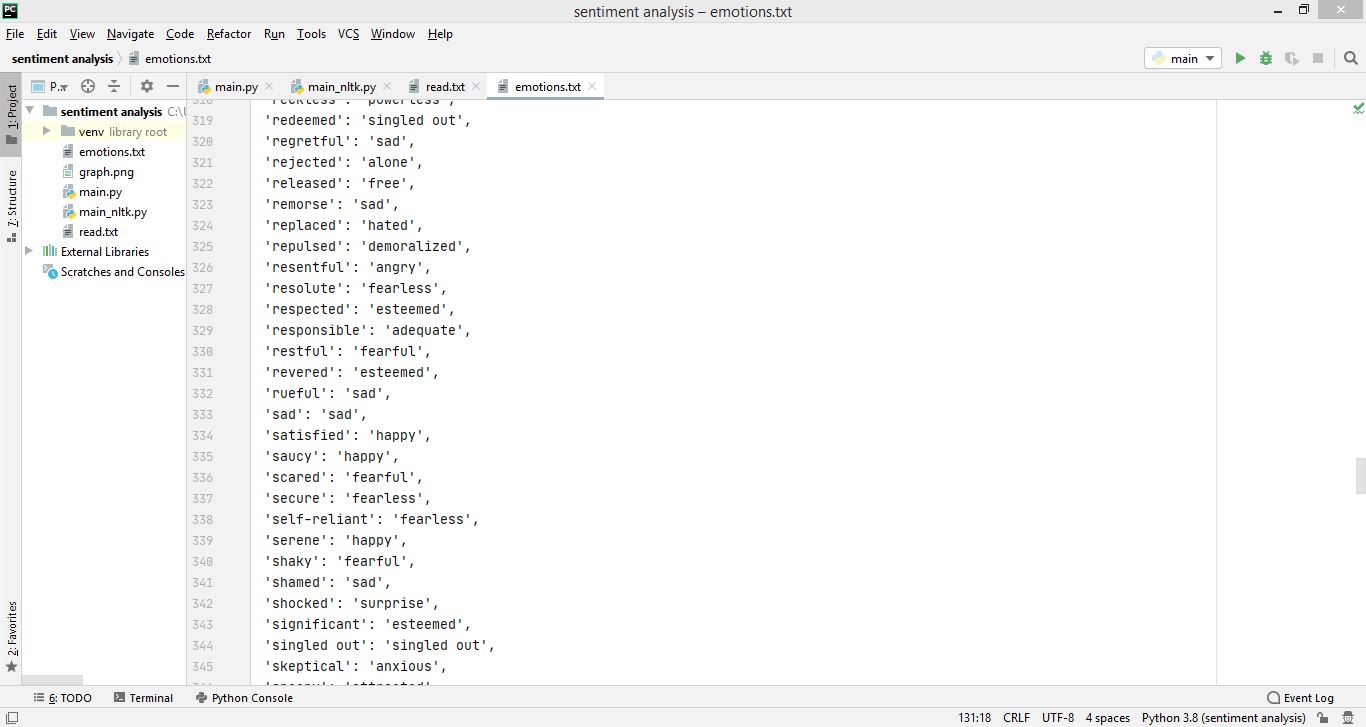 PC
sentiment analysis – emotions.txt
File Edit View Navigate Code Refactor Run Tools VCS Window Help
sentiment analysis emotions.txt
main
P..
main.py main_nltk.py read.txt emotions.txt
1: Project
sentiment analysis C:\
venv library root
emotions.txt
graph.png
main.py
main_nltk.py
read.txt
External Libraries
Scratches and Consoles
7: Structure
2: Favorites
318 'reckless': 'powerless',
319 'redeemed': 'singled out',
320 'regretful': 'sad',
321 'rejected': 'alone',
322 'released': 'free',
323 'remorse': 'sad',
324 'replaced': 'hated',
325 'repulsed': 'demoralized',
326 'resentful': 'angry',
327 'resolute': 'fearless',
328 'respected': 'esteemed',
329 'responsible': 'adequate',
330 'restful': 'fearful',
331 'revered': 'esteemed',
332 'rueful': 'sad',
333 'sad': 'sad',
334 'satisfied': 'happy',
335 'saucy': 'happy',
336 'scared': 'fearful',
337 'secure': 'fearless',
338 'self-reliant': 'fearless',
339 'serene': 'happy',
340 'shaky': 'fearful',
341 'shamed': 'sad',
342 'shocked': 'surprise',
343 'significant': 'esteemed',
344 'singled out': 'singled out',
345 'skeptical': 'anxious',
6: TODO Terminal Python Console Event Log
131:18 CRLF UTF-8 4 spaces Python 3.8 (sentiment analysis)